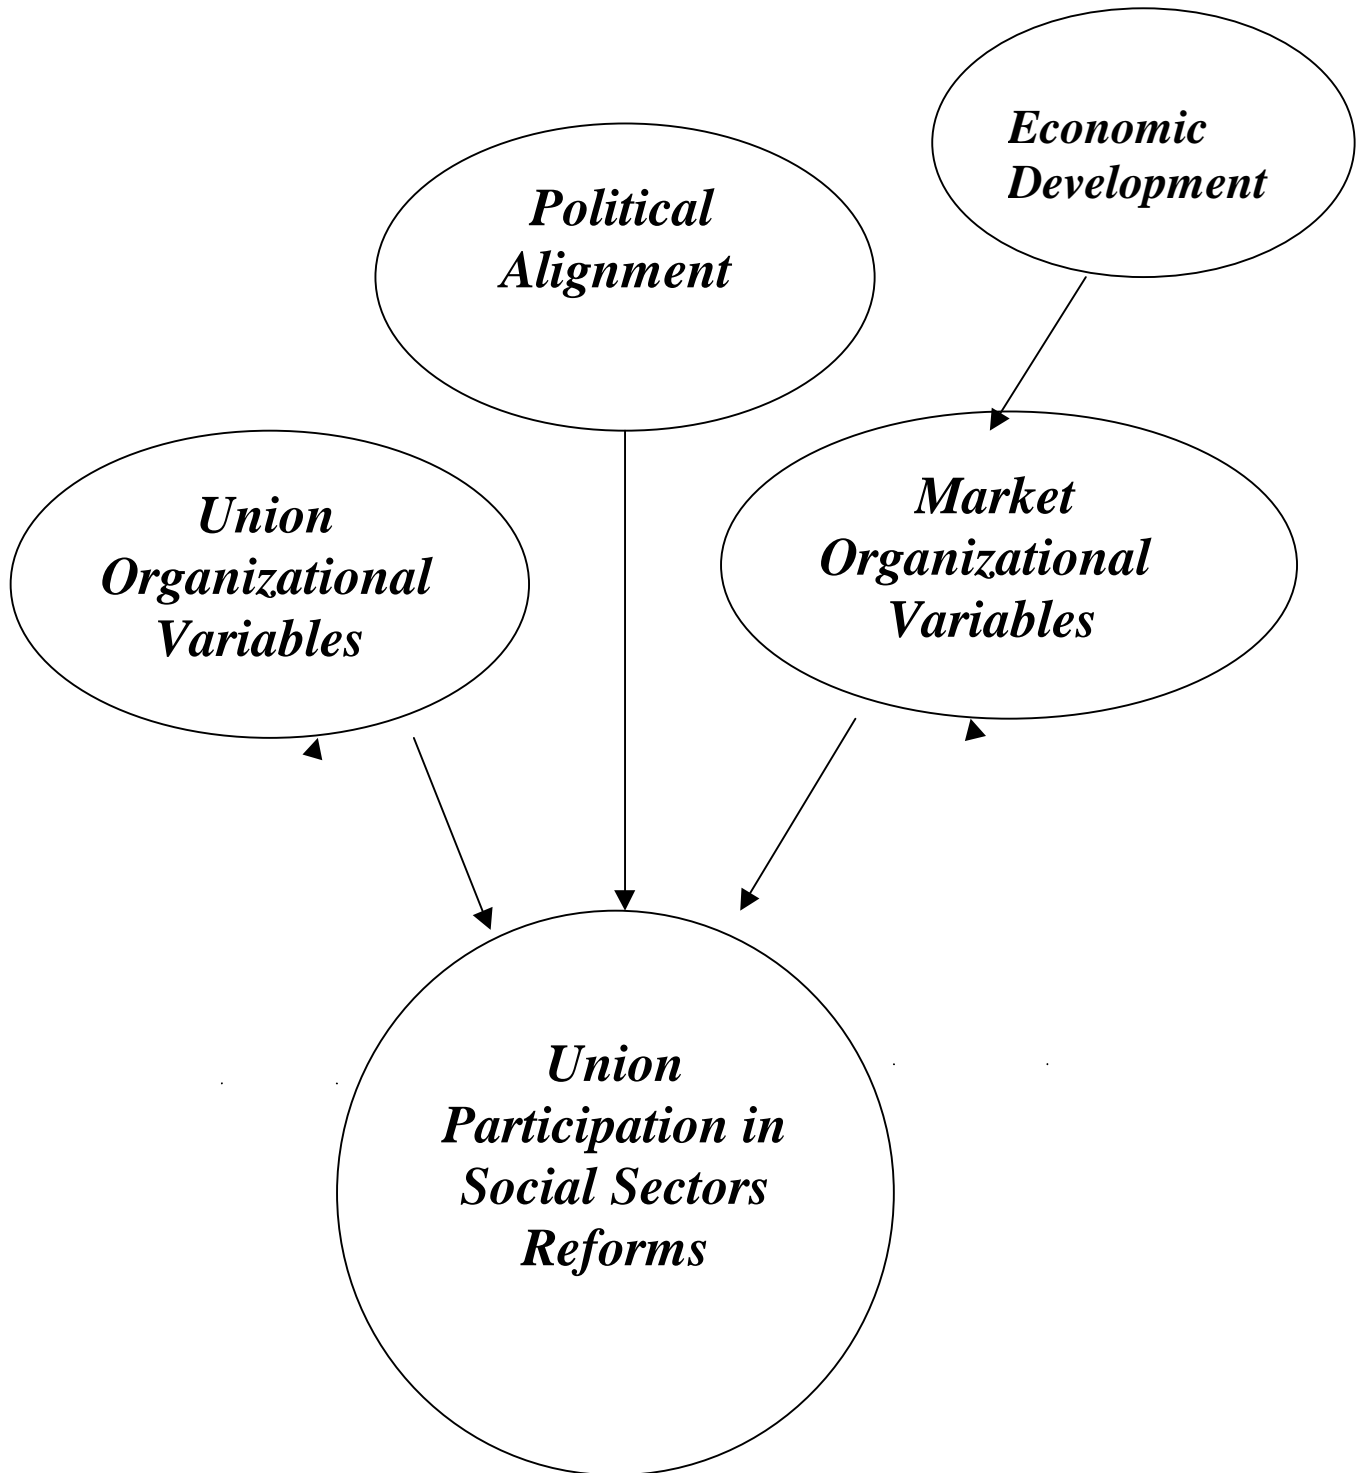 Economic
Development
Political
Alignment
Market
Organizational
Variables
Union
Organizational
Variables
Union
Participation in
Social Sectors
Reforms